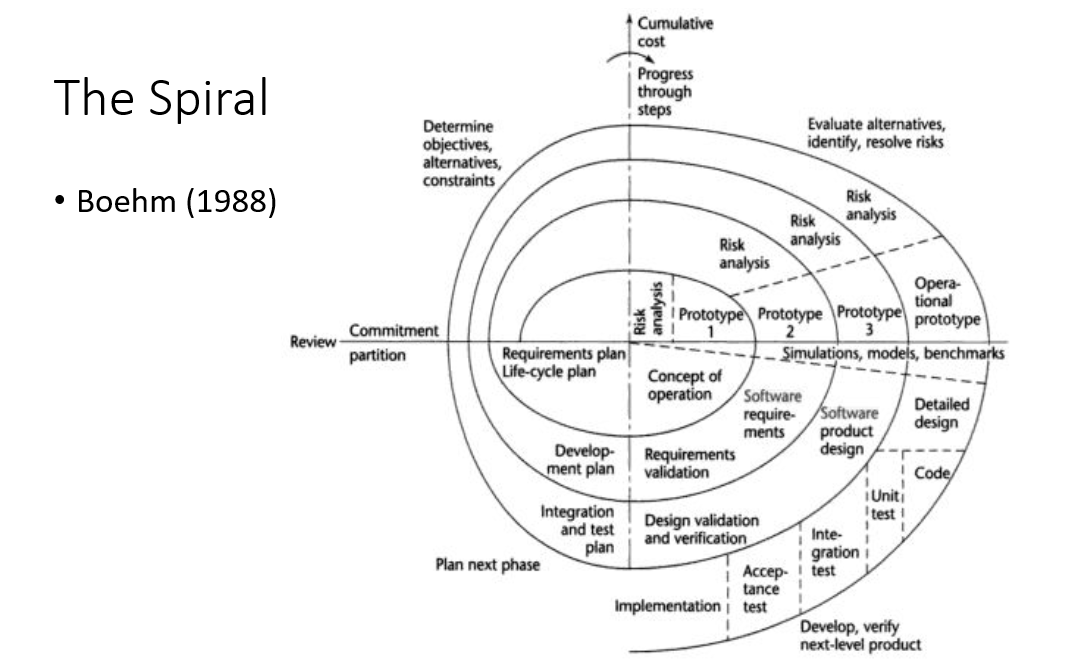 The Spiral
• Boehm (1988)
Cumulative
cost
Progress
through
steps
Determine
objectives,
alternatives,
constraints
Evaluate alternatives,
identify, resolve risks
Risk
analysis
Risk
analysis
Risk
analysis
Risk
analysis
Prototype
1
Prototype
2
Prototype
3
Opera-
tional
prototype
Review
Commitment
partition
Requirements plan
Life-cycle plan
Concept of
operation
Simulations, models, benchmarks
Software
require-
ments
Software
product
design
Detailed
design
Develop-
ment plan
Requirements
validation
Code
Unit
test
Integration
and test
plan
Design validation
and verification
Inte-
gration
test
Plan next phase
Accep-
tance
test
Implementation
Develop, verify
next-level product